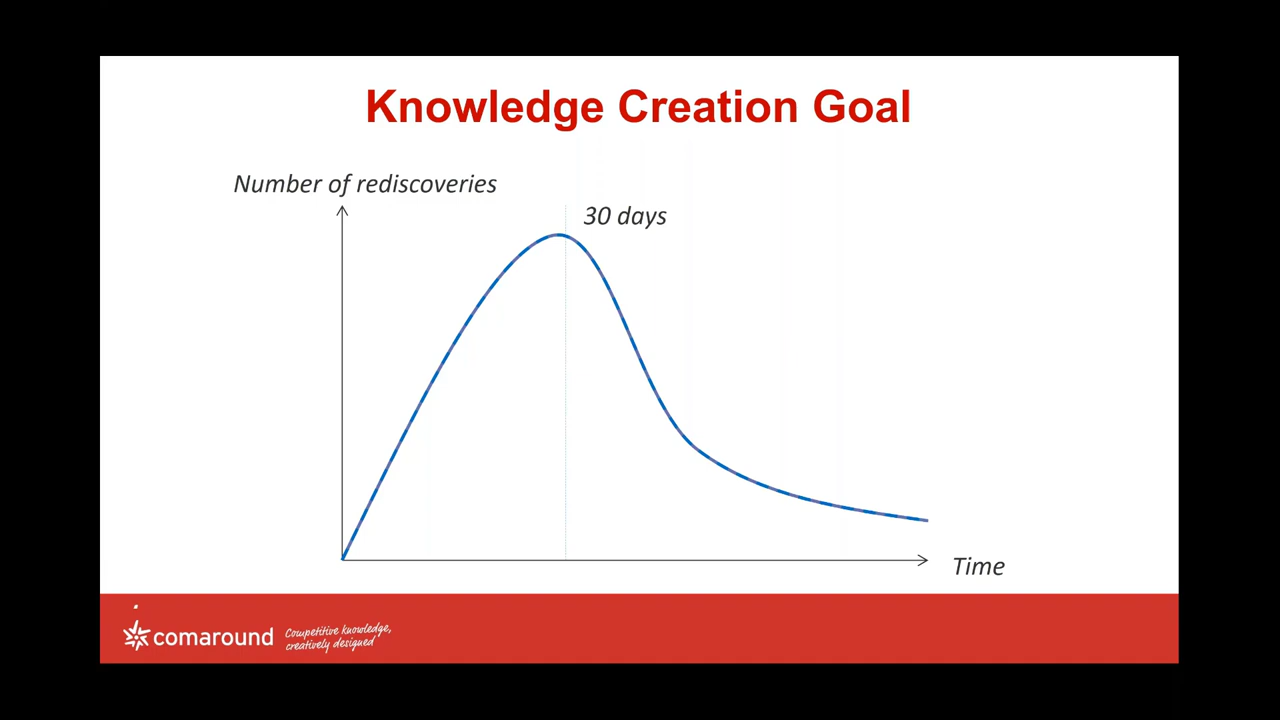 Knowledge Creation Goal
Number of rediscoveries
30 days
Time
comaround
Competitive knowledge,
creatively designed